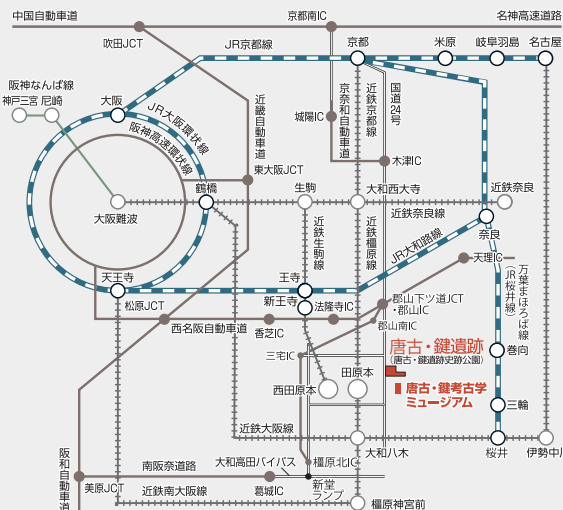 中国自動車道
京都南IC
名神高速道路
吹田JCT
JR京都線
京都
米原
岐阜羽島
名古屋
阪神なんば線
神戸三宮
尼崎
大阪
JR大阪環状線
阪神高速環状線
近畿自動車道
城陽IC
京奈和自動車道
近鉄京都線
国道24号
木津IC
東大阪JCT
鶴橋
生駒
大和西大寺
近鉄奈良
大阪難波
近鉄奈良線
近鉄生駒線
近鉄橿原線
JR大和路線
奈良
天理IC
天王寺
王寺
新王寺
松原JCT
法隆寺IC
郡山下ツ道JCT
・郡山IC
郡山南IC
万葉まほろば線
(JR桜井線)
西名阪自動車道
香芝IC
唐古・鍵遺跡
(唐古・鍵遺跡史跡公園)
巻向
三宅IC
田原本
西田原本
唐古・鍵考古学
ミュージアム
三輪
近鉄大阪線
大和八木
桜井
伊勢中川
阪和自動車道
南阪奈道路
大和高田バイパス
橿原北IC
美原JCT
近鉄南大阪線
葛城IC
新堂
ランプ
橿原神宮前